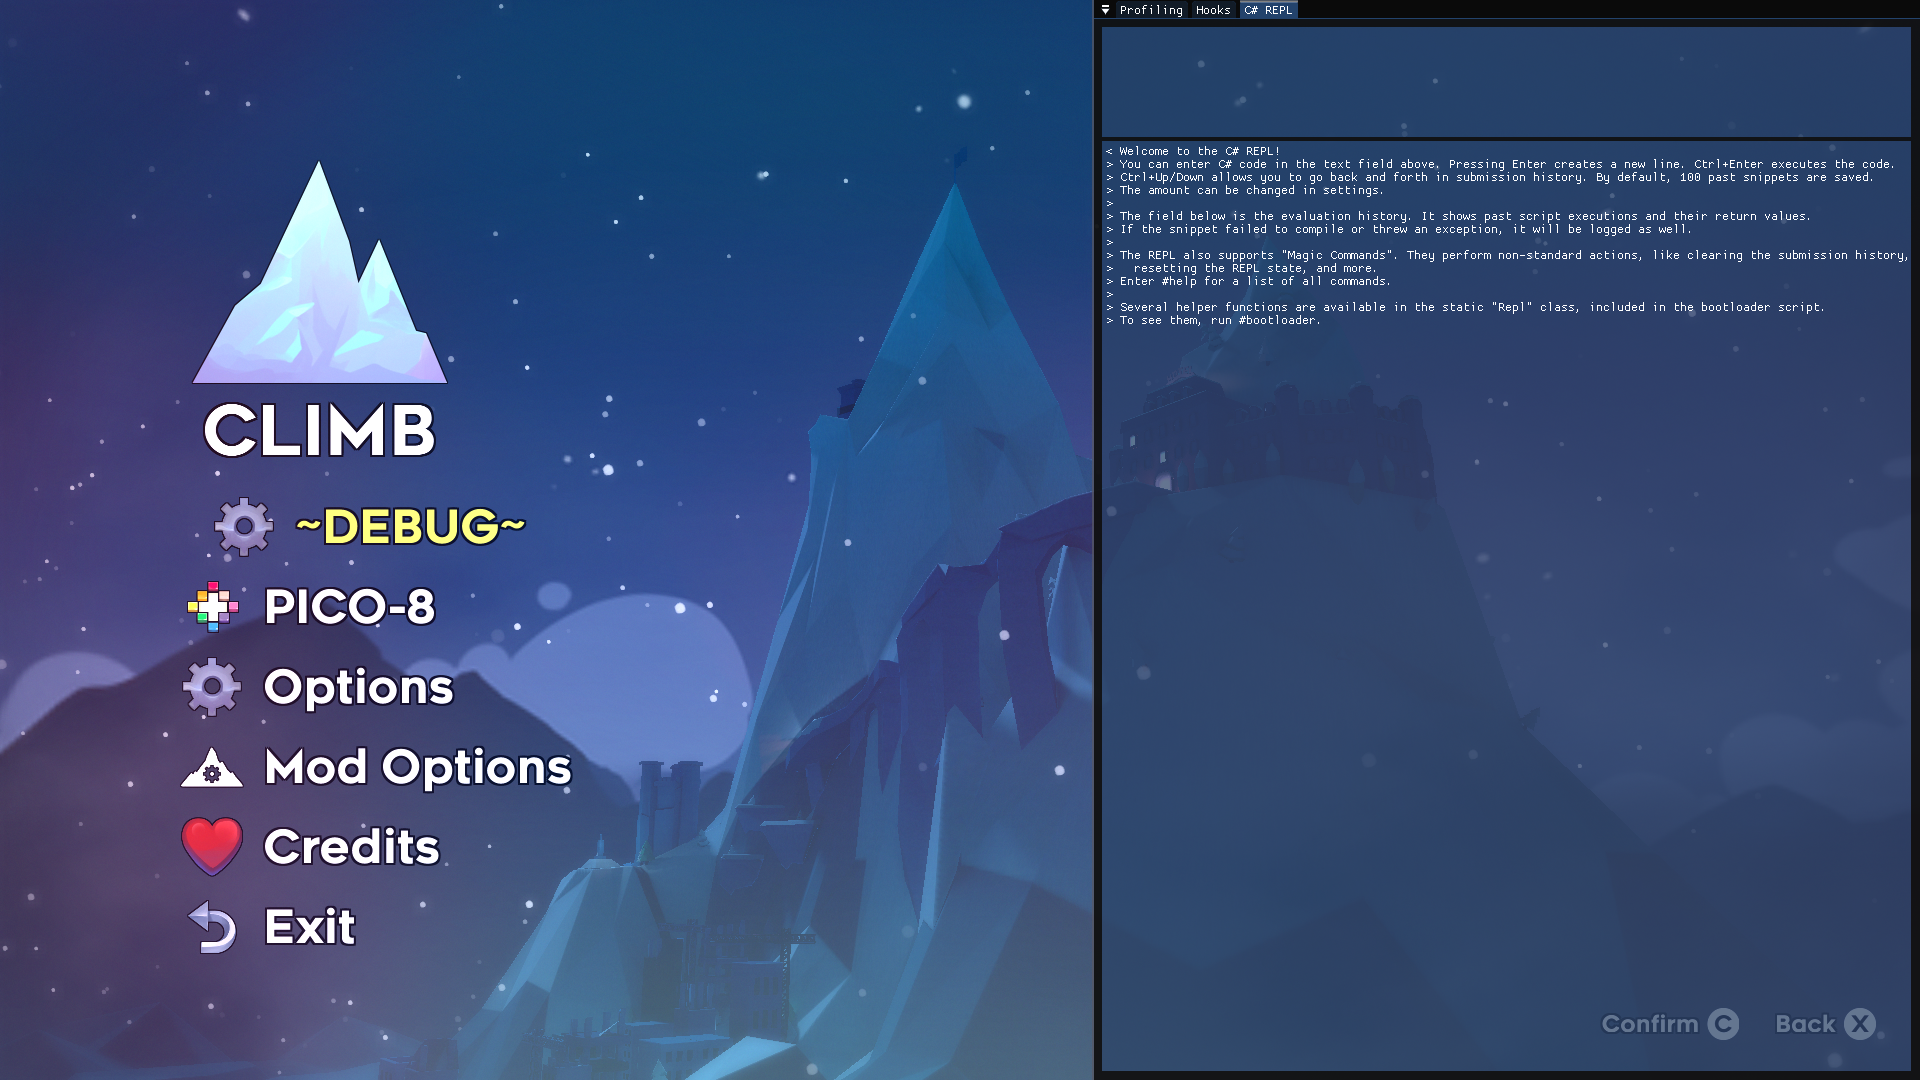 CLIMB
~DEBUG~
PICO-8
Options
Mod Options
Credits
Exit
Profiling Hooks C# REPL
< Welcome to the C# REPL!
> You can enter C# code in the text field above. Pressing Enter creates a new line. Ctrl+Enter executes the code.
> Ctrl+Up/Down allows you to go back and forth in submission history. By default, 100 past snippets are saved.
> The amount can be changed in settings.
>
> The field below is the evaluation history. It shows past script executions and their return values.
> If the snippet failed to compile or threw an exception, it will be logged as well.
>
> The REPL also supports "Magic Commands". They perform non-standard actions, like clearing the submission history,
>   resetting the REPL state, and more.
> Enter #help for a list of all commands.
>
> Several helper functions are available in the static "Repl" class, included in the bootloader script.
> To see them, run #bootloader.
Confirm C Back X